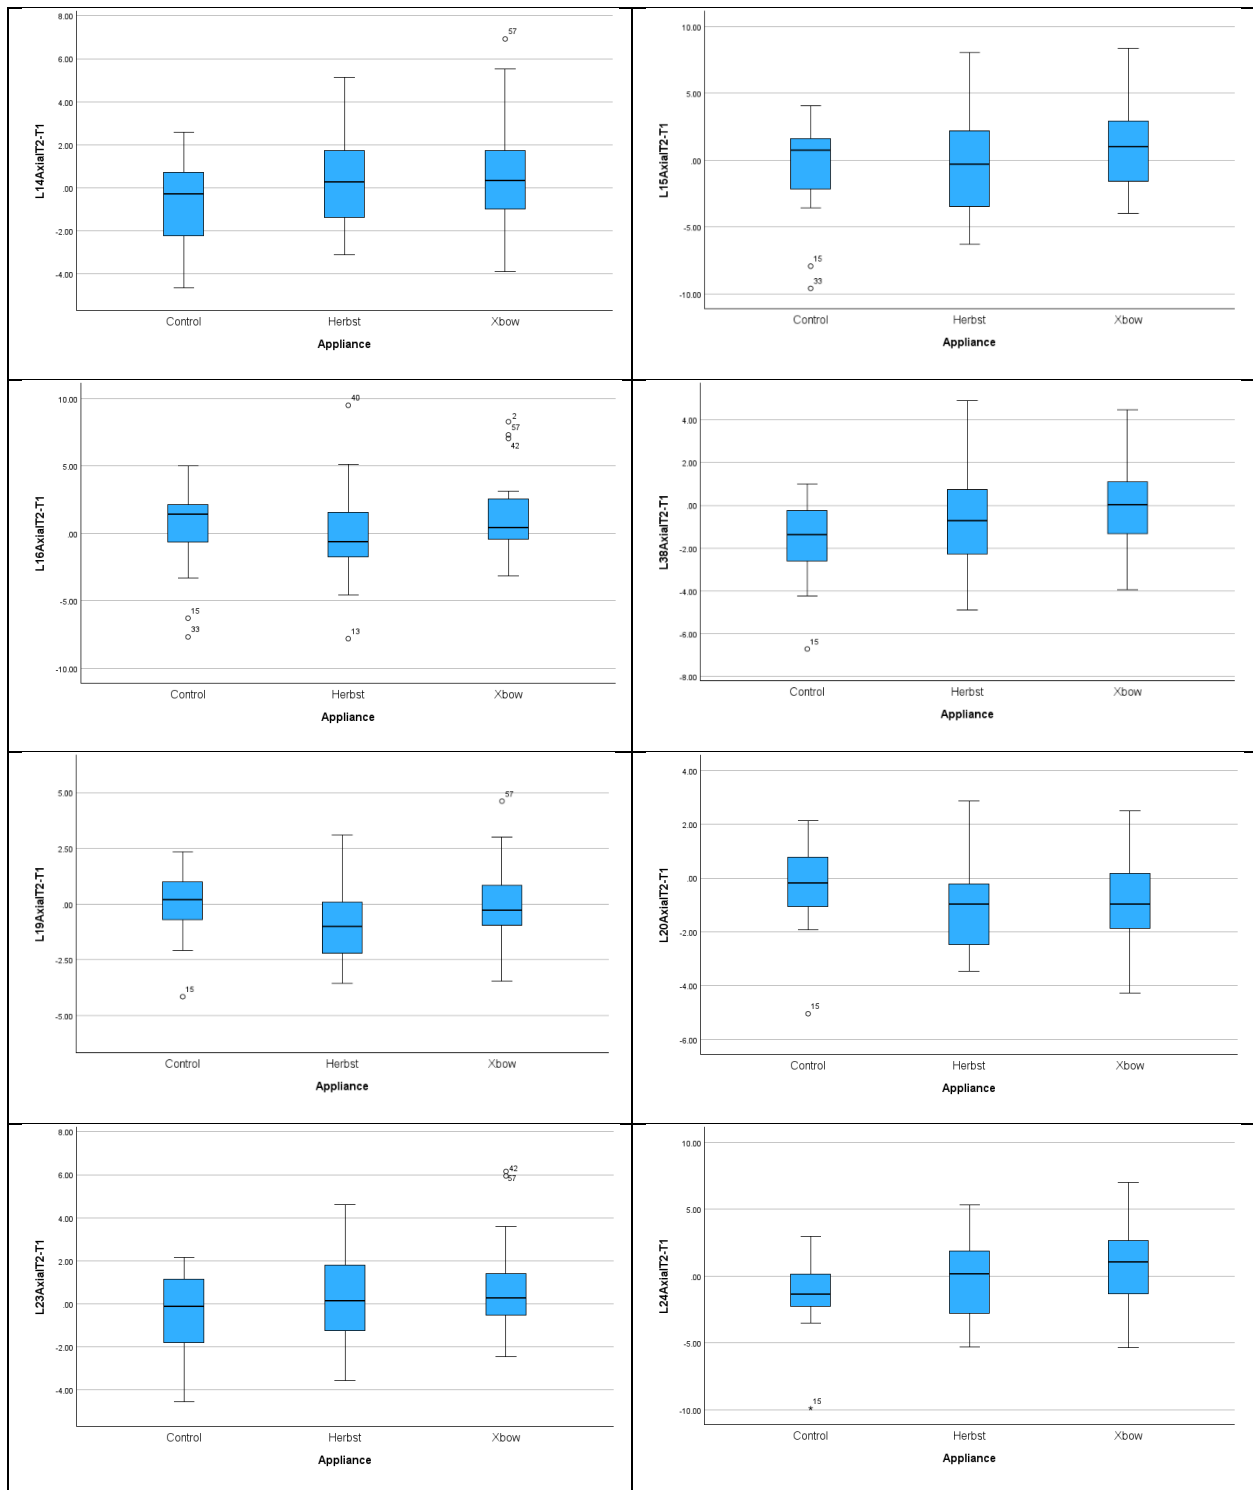 8.00
57
6.00
4.00
2.00
.00
-2.00
-4.00
L14AxialT2-T1
Control Herbst Xbow
Appliance
10.00
5.00
.00
-5.00
15
33
-10.00
L15AxialT2-T1
Control Herbst Xbow
Appliance
10.00
40
2
57
42
5.00
.00
-5.00
15
33
13
-10.00
L16AxialT2-T1
Control Herbst Xbow
Appliance
4.00
2.00
.00
-2.00
-4.00
-6.00
15
-8.00
L38AxialT2-T1
Control Herbst Xbow
Appliance
5.00
57
2.50
.00
-2.50
15
-5.00
L19AxialT2-T1
Control Herbst Xbow
Appliance
4.00
2.00
.00
-2.00
-4.00
15
-6.00
L20AxialT2-T1
Control Herbst Xbow
Appliance
8.00
42
57
6.00
4.00
2.00
.00
-2.00
-4.00
L23AxialT2-T1
Control Herbst Xbow
Appliance
10.00
5.00
.00
-5.00
15
-10.00
L24AxialT2-T1
Control Herbst Xbow
Appliance